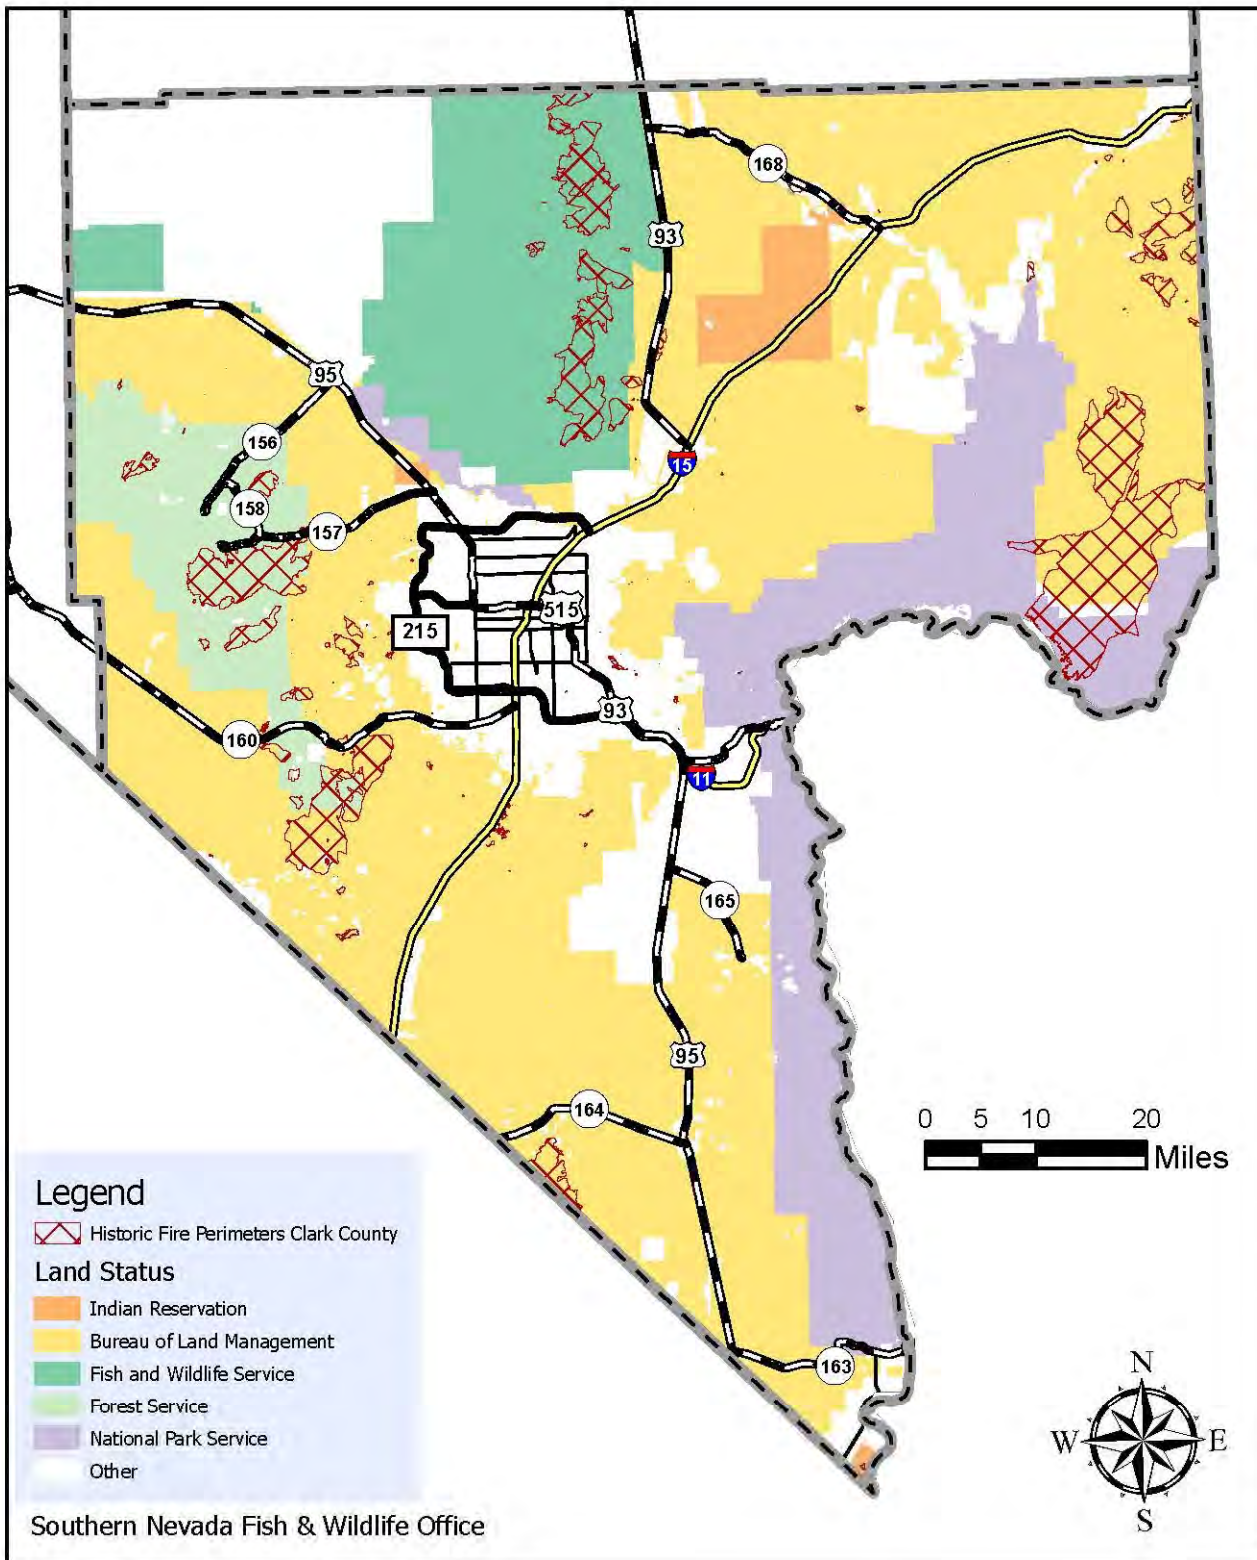 168
93
95
156
15
158
157
515
215
93
160
11
165
95
164
0 5 10 20
Miles
Legend
Historic Fire Perimeters Clark County
Land Status
Indian Reservation
Bureau of Land Management
Fish and Wildlife Service
163
Forest Service
N
National Park Service
W E
Other
S
Southern Nevada Fish & Wildlife Office